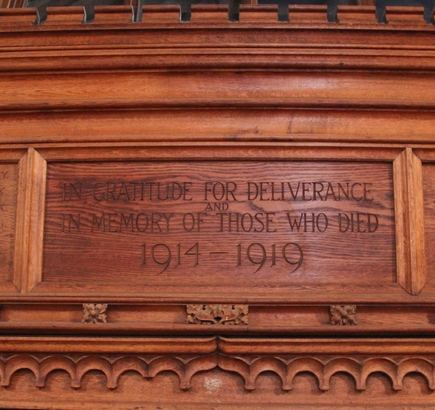 IN GRATITUDE FOR DELIVERANCE
AND
IN MEMORY OF THOSE WHO DIED
1914 – 1919